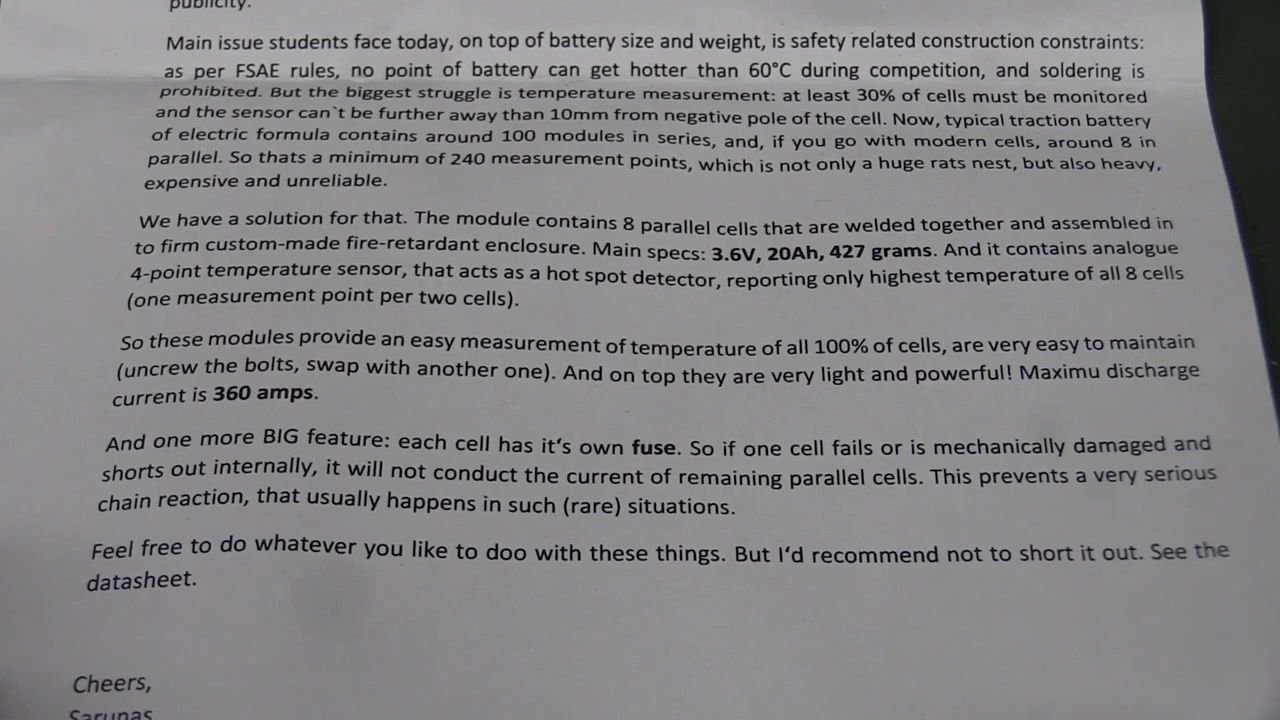 publicity.
Main issue students face today, on top of battery size and weight, is safety related construction constraints:
as per FSAE rules, no point of battery can get hotter than 60°C during competition, and soldering is
prohibited. But the biggest struggle is temperature measurement: at least 30% of cells must be monitored
and the sensor can`t be further away than 10mm from negative pole of the cell. Now, typical traction battery
of electric formula contains around 100 modules in series, and, if you go with modern cells, around 8 in
parallel. So thats a minimum of 240 measurement points, which is not only a huge rats nest, but also heavy,
expensive and unreliable.
We have a solution for that. The module contains 8 parallel cells that are welded together and assembled in
to firm custom-made fire-retardant enclosure. Main specs: 3.6V, 20Ah, 427 grams. And it contains analogue
4-point temperature sensor, that acts as a hot spot detector, reporting only highest temperature of all 8 cells
(one measurement point per two cells).
So these modules provide an easy measurement of temperature of all 100% of cells, are very easy to maintain
(uncrew the bolts, swap with another one). And on top they are very light and powerful! Maximu discharge
current is 360 amps.
And one more BIG feature: each cell has it‘s own fuse. So if one cell fails or is mechanically damaged and
shorts out internally, it will not conduct the current of remaining parallel cells. This prevents a very serious
chain reaction, that usually happens in such (rare) situations.
Feel free to do whatever you like to doo with these things. But I‘d recommend not to short it out. See the
datasheet.
Cheers,
Sarunas